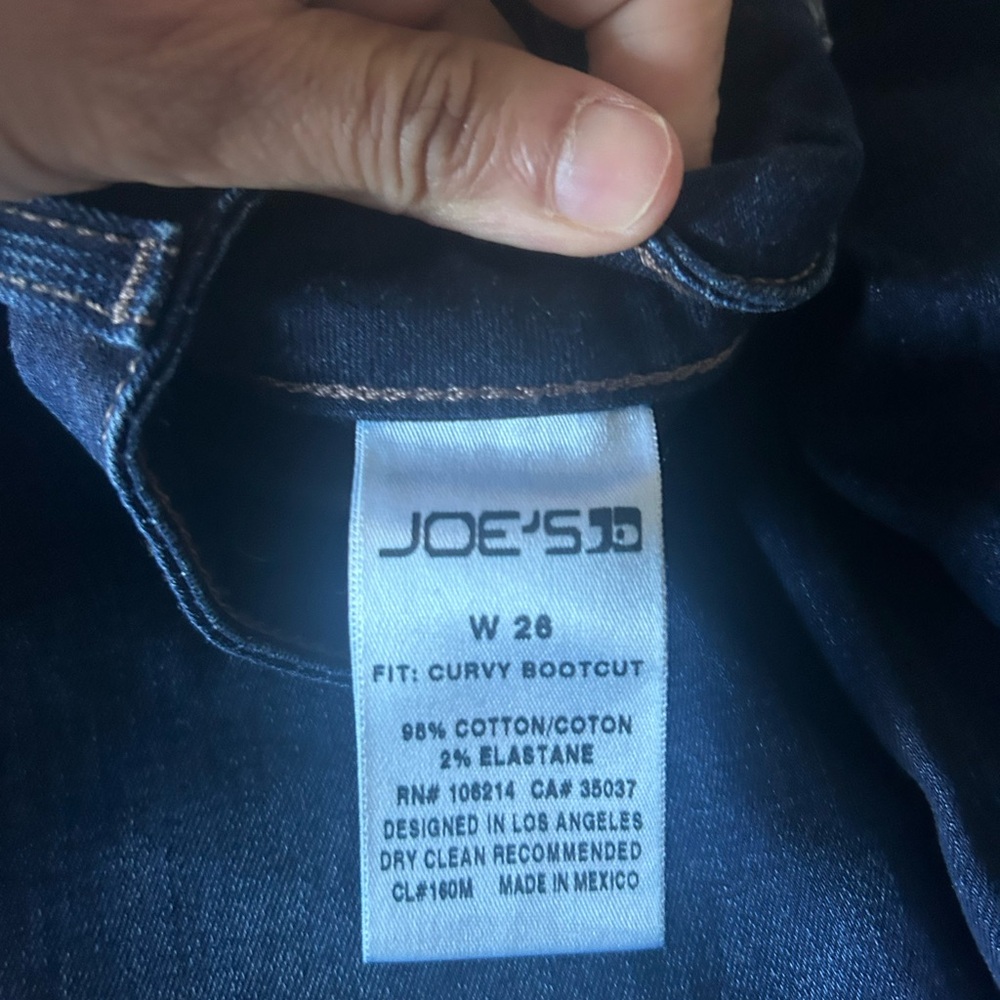 JOE'S
W 26
FIT: CURVY BOOTCUT
98% COTTON/COTON
2% ELASTANE
RN# 106214 CA# 35037
DESIGNED IN LOS ANGELES
DRY CLEAN RECOMMENDED
CL#160M MADE IN MEXICO